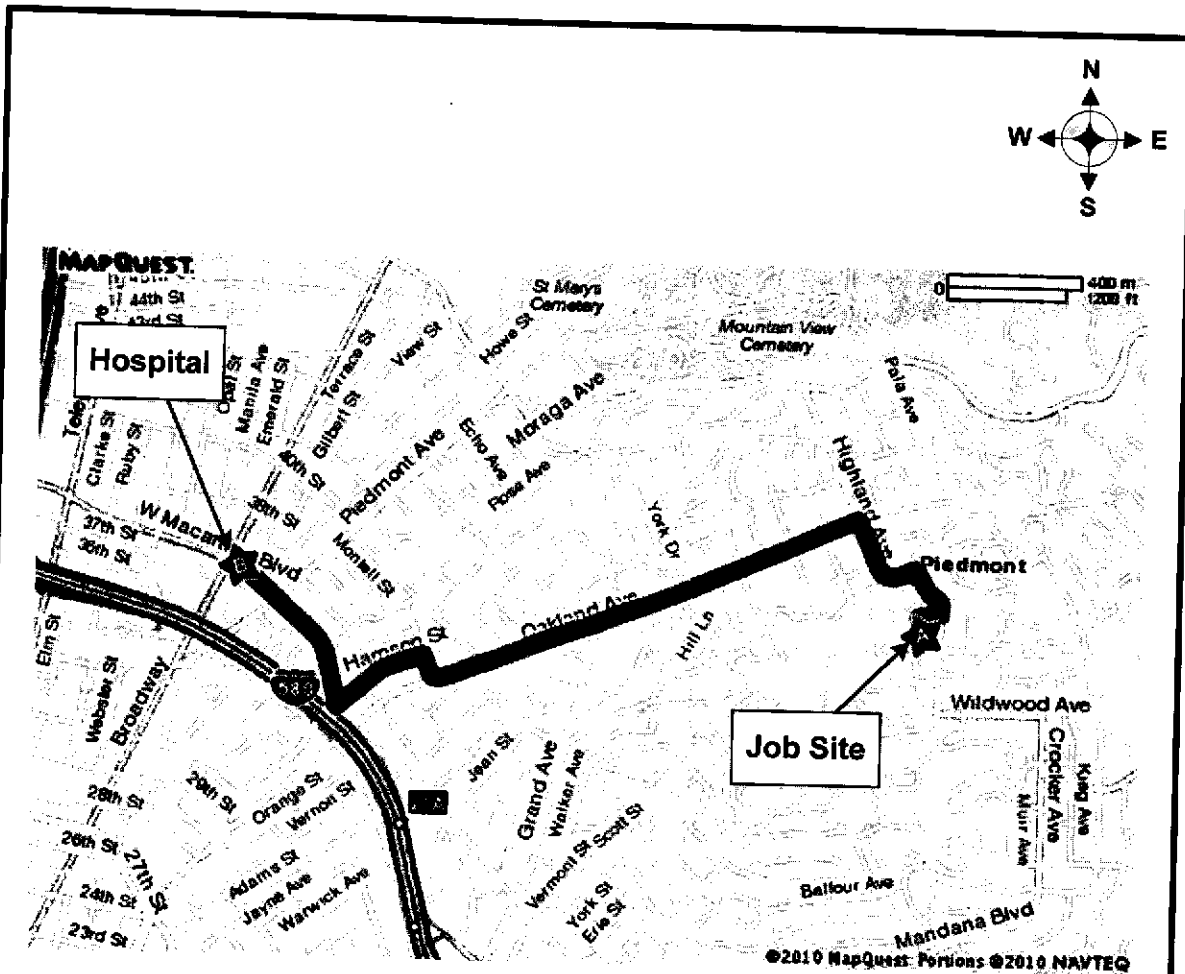 N
W E
S
MAPQUEST.
44th St
43rd St
Hospital
Clarke St
Ruby St
Opal St
Manila Ave
Emerald St
Terrace St
View St
Howe St
St Marys
Cemetery
Mountain View
Cemetery
0
400 m
1200 ft
Gilbert St
40th St
38th St
Piedmont Ave
Echo Ave
Moraga Ave
Rose Ave
Pala Ave
Highland Ave
York Dr
W Macar Blvd
37th St
36th St
Montell St
Piedmont
Elm St
Webster St
Broadway
Harrison St
Oakland Ave
Hill Ln
Job Site
Wildwood Ave
Crocker Ave
King Ave
Muir Ave
Jean St
Grand Ave
Walker Ave
Vermont St
Scott St
York St
Erie St
29th St
Orange St
Vernon St
28th St
26th St
27th St
24th St
23rd St
Adams St
Jayne Ave
Warwick Ave
Balfour Ave
Mandana Blvd
©2010 MapQuest Portions ©2010 NAVTEQ